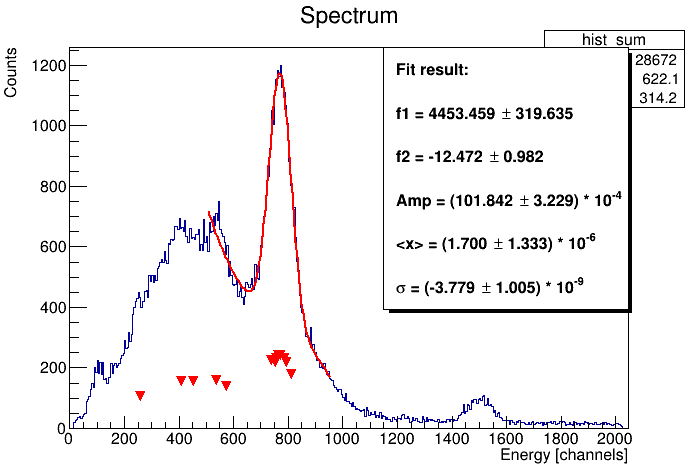 Spectrum
hist_sum
28672
622.1
314.2
Counts
Fit result:
f1 = 4453.459 ± 319.635
f2 = -12.472 ± 0.982
Amp = (101.842 ± 3.229) * 10^-4
<x> = (1.700 ± 1.333) * 10^-6
σ = (-3.779 ± 1.005) * 10^-9
1200
1000
800
600
400
200
0
0 200 400 600 800 1000 1200 1400 1600 1800 2000
Energy [channels]